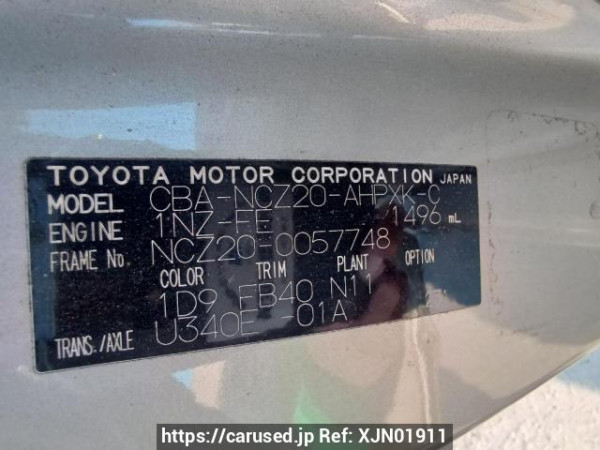 TOYOTA MOTOR CORPORATION JAPAN
MODEL CBA-NCZ20-AHPXK-C
ENGINE 1NZ-FE 1496 mL
FRAME No. NCZ20-0057748
COLOR TRIM PLANT OPTION
1D9 FB40 N11
TRANS./AXLE U340E -01A
https://carused.jp Ref: XJN01911